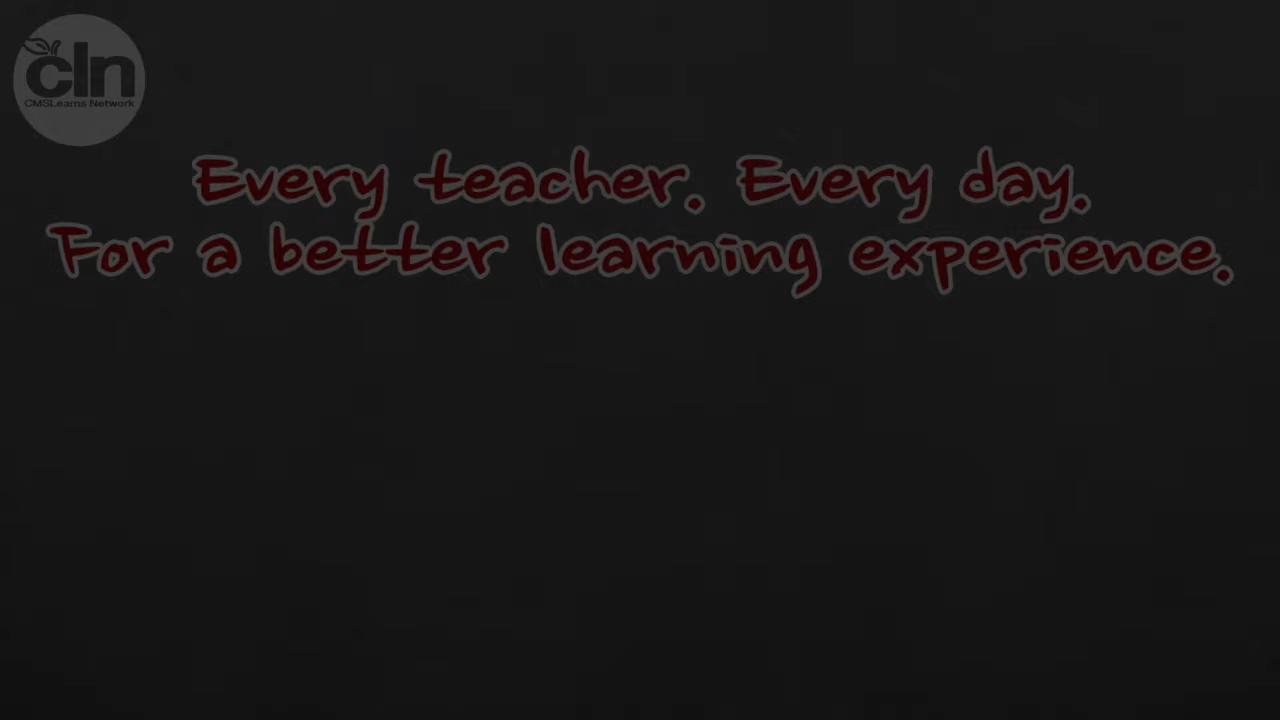 cln
CMSLearns Network
Every teacher. Every day.
For a better learning experience.